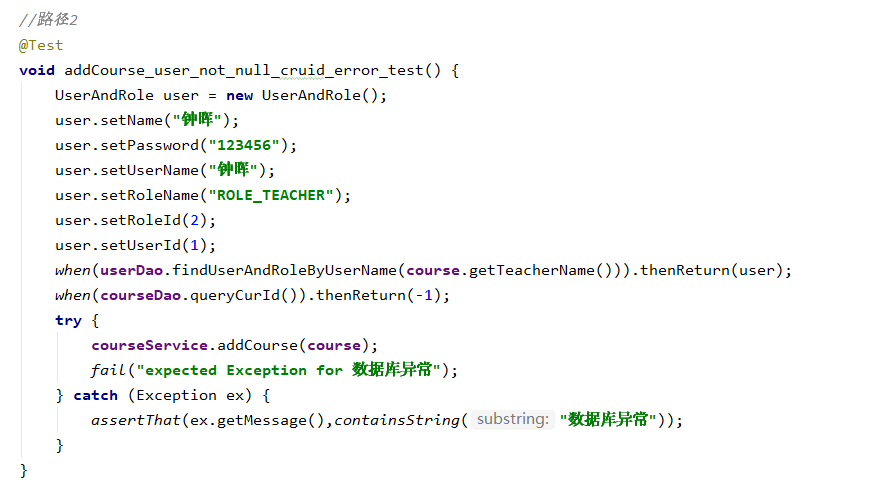 //路径2
@Test
void addCourse_user_not_null_cruid_error_test() {
    UserAndRole user = new UserAndRole();
    user.setName("钟晖");
    user.setPassword("123456");
    user.setUserName("钟晖");
    user.setRoleName("ROLE_TEACHER");
    user.setRoleId(2);
    user.setUserId(1);
    when(userDao.findUserAndRoleByUserName(course.getTeacherName())).thenReturn(user);
    when(courseDao.queryCurId()).thenReturn(-1);
    try {
        courseService.addCourse(course);
        fail("expected Exception for 数据库异常");
    } catch (Exception ex) {
        assertThat(ex.getMessage(),containsString( substring: "数据库异常"));
    }
}